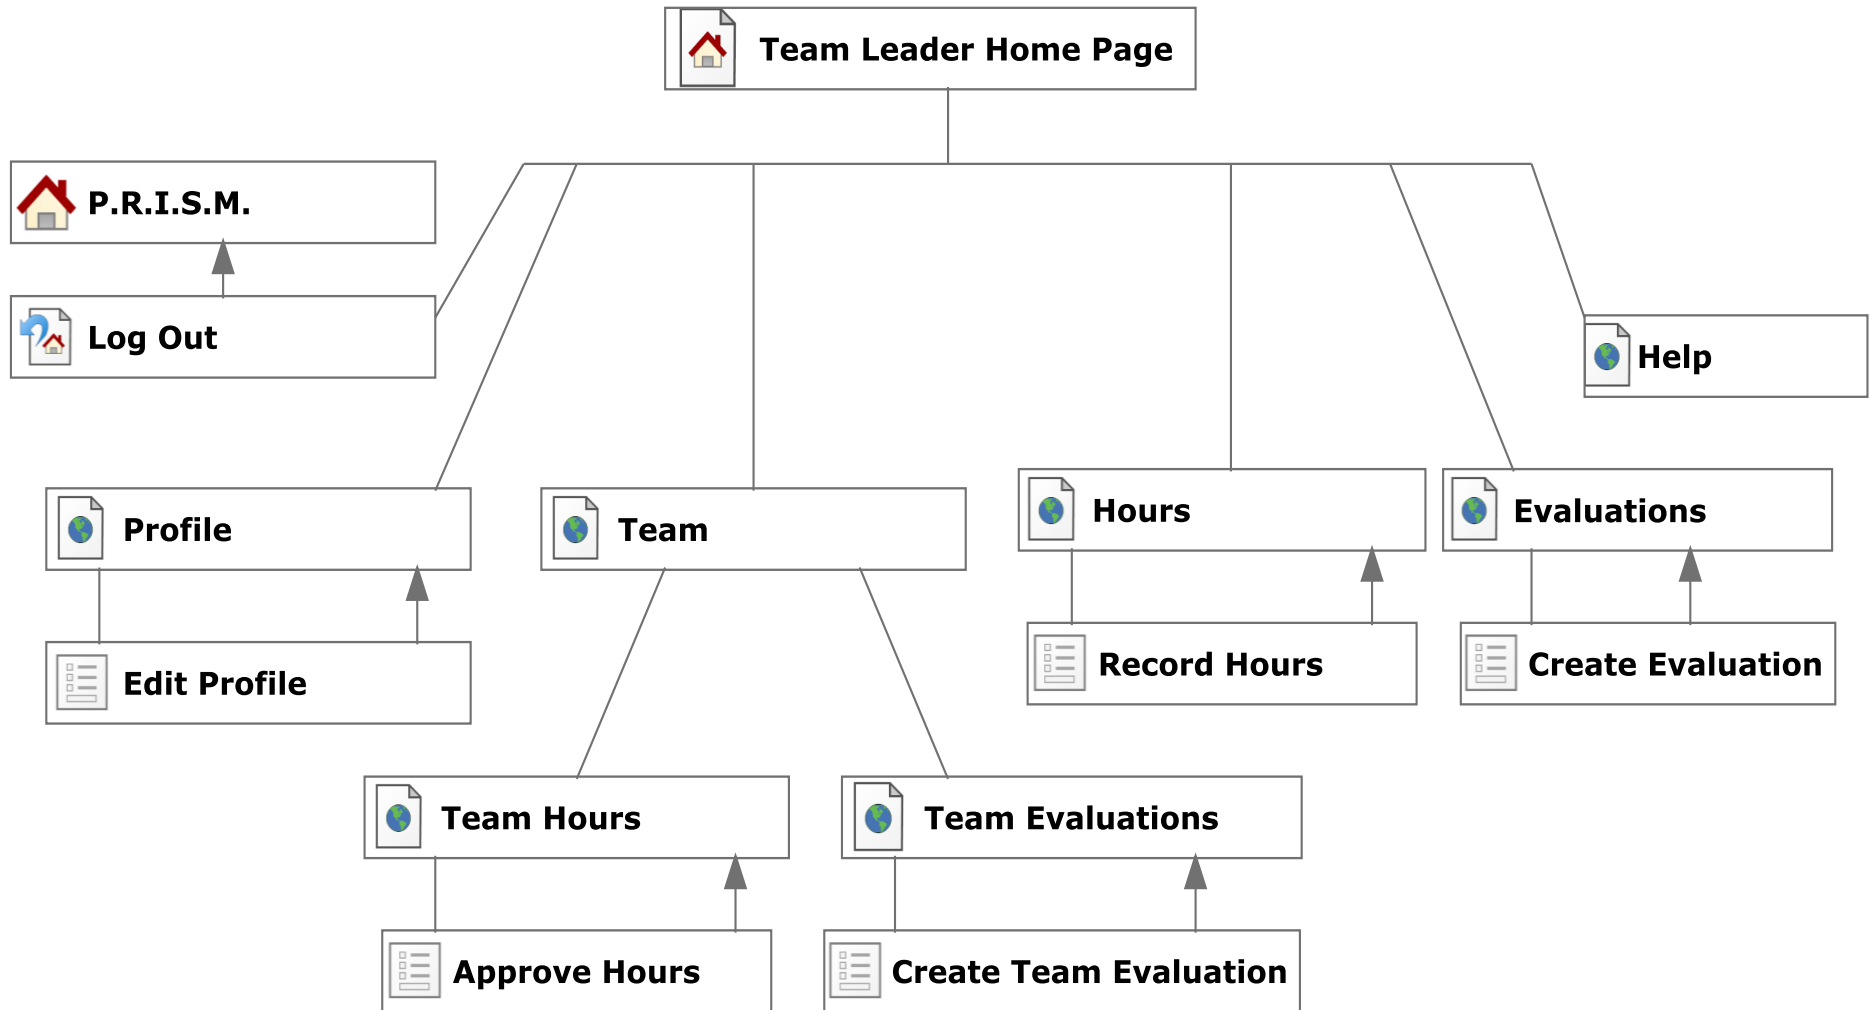 Team Leader Home Page
P.R.I.S.M.
Log Out
Help
Profile
Team
Hours
Evaluations
Edit Profile
Record Hours
Create Evaluation
Team Hours
Team Evaluations
Approve Hours
Create Team Evaluation